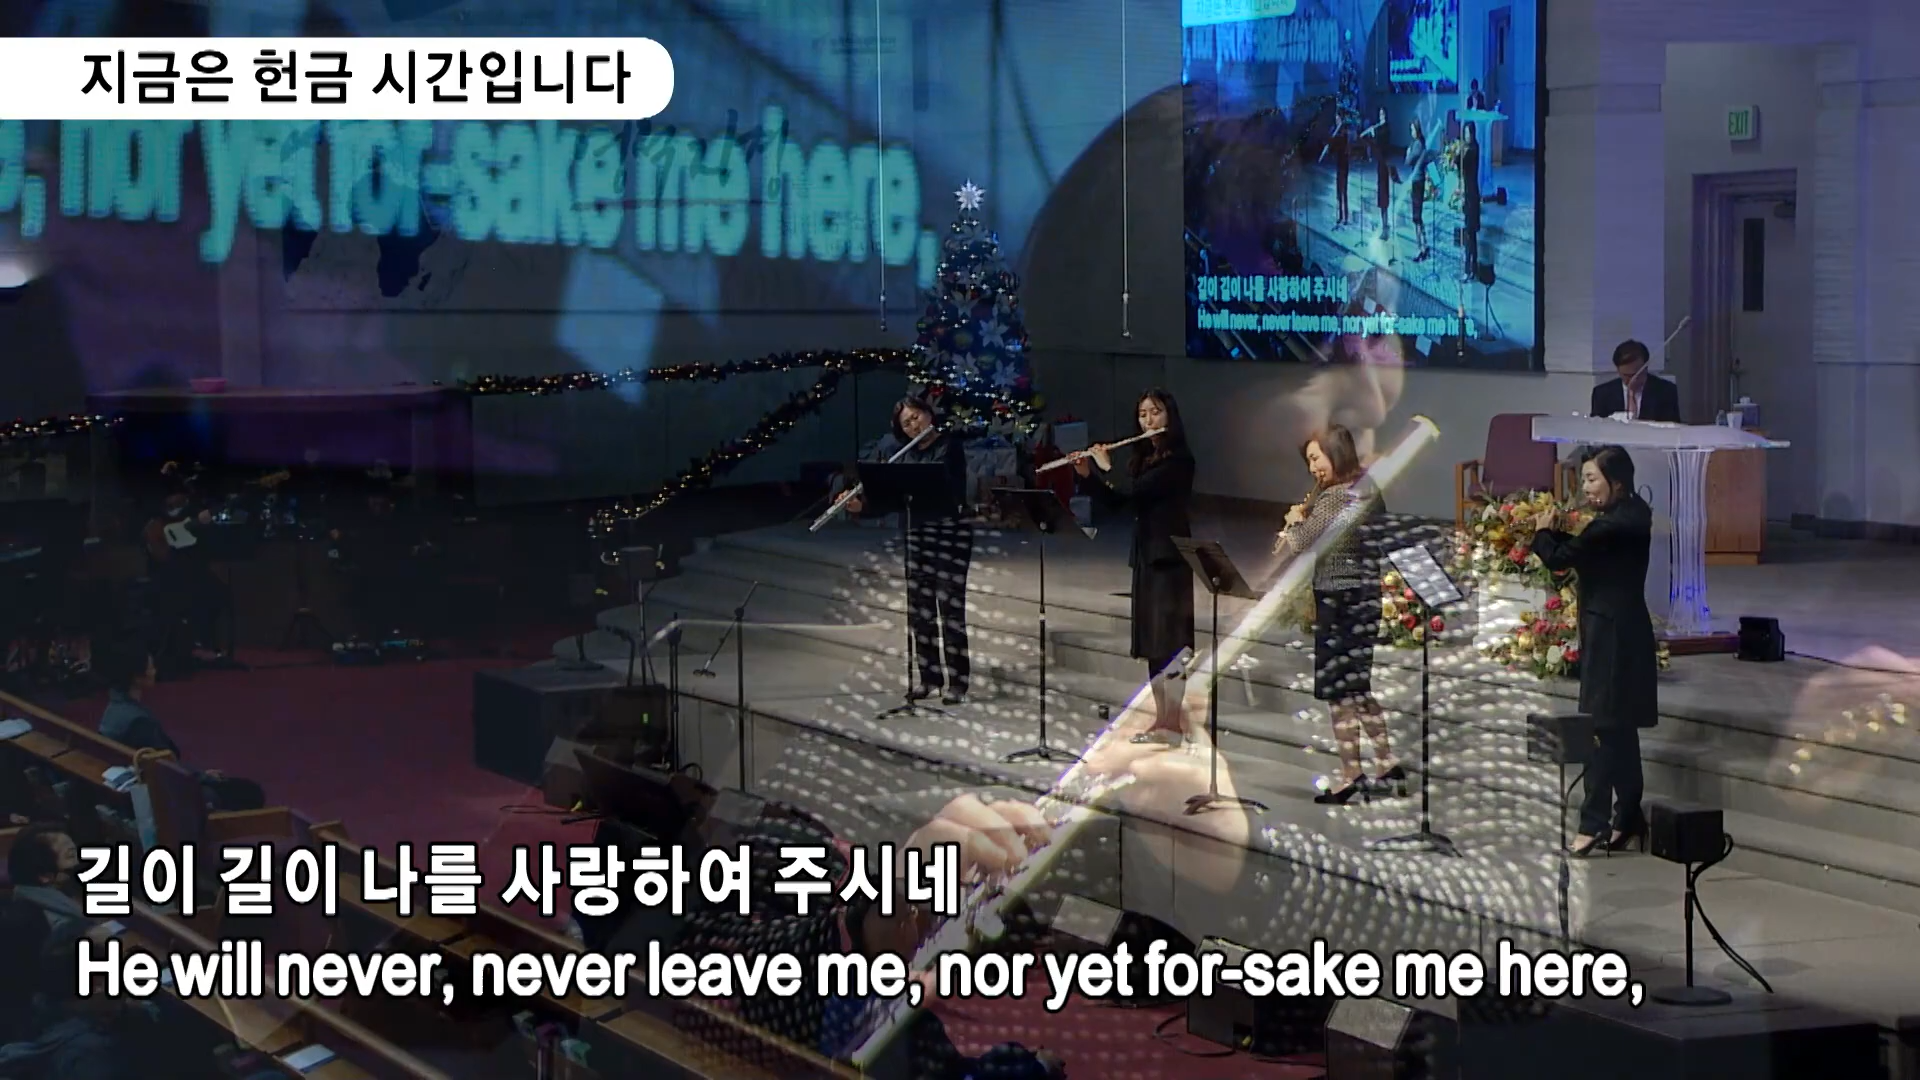 지금은 헌금 시간입니다
, nor yet for-sake me here,
EXIT
길이 길이 나를 사랑하여 주시네
He will never, never leave me, nor yet for-sake me here,
길이 길이 나를 사랑하여 주시네
He will never, never leave me, nor yet for-sake me here,